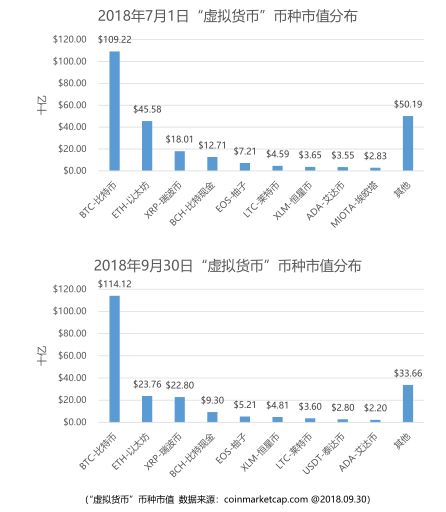 2018年7月1日“虚拟货币”币种市值分布
$120.00
$100.00
$80.00
$60.00
$40.00
$20.00
$0.00
十亿
$109.22
$45.58
$18.01
$12.71
$7.21
$4.59
$3.65
$3.55
$2.83
$50.19
BTC-比特币
ETH-以太坊
XRP-瑞波币
BCH-比特现金
EOS-柚子
LTC-莱特币
XLM-恒星币
ADA-艾达币
MIOTA-埃欧塔
其他
2018年9月30日“虚拟货币”币种市值分布
$120.00
$100.00
$80.00
$60.00
$40.00
$20.00
$0.00
十亿
$114.12
$23.76
$22.80
$9.30
$5.21
$4.81
$3.60
$2.80
$2.20
$33.66
BTC-比特币
ETH-以太坊
XRP-瑞波币
BCH-比特现金
EOS-柚子
XLM-恒星币
LTC-莱特币
USDT-泰达币
ADA-艾达币
其他
（“虚拟货币”币种市值 数据来源：coinmarketcap.com @2018.09.30）